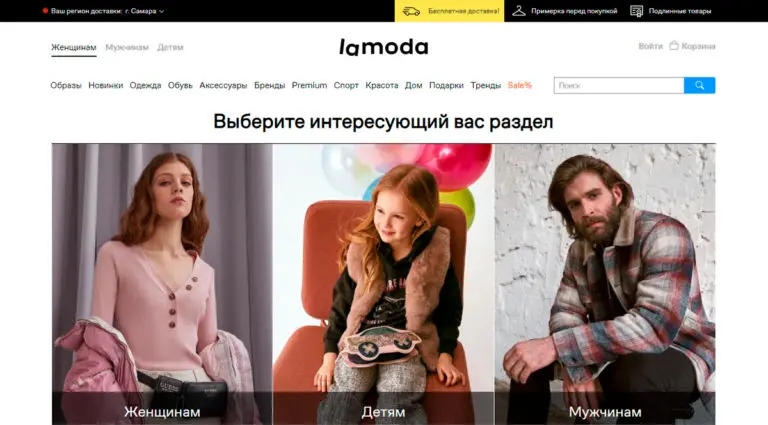 Ваш регион доставки: г. Самара
Бесплатная доставка!
Примерка перед покупкой
Подлинные товары
Женщинам Мужчинам Детям
lamoda
Войти Корзина
Образы Новинки Одежда Обувь Аксессуары Бренды Premium Спорт Красота Дом Подарки Тренды Sale%
Поиск
Выберите интересующий вас раздел
Женщинам
Детям
Мужчинам